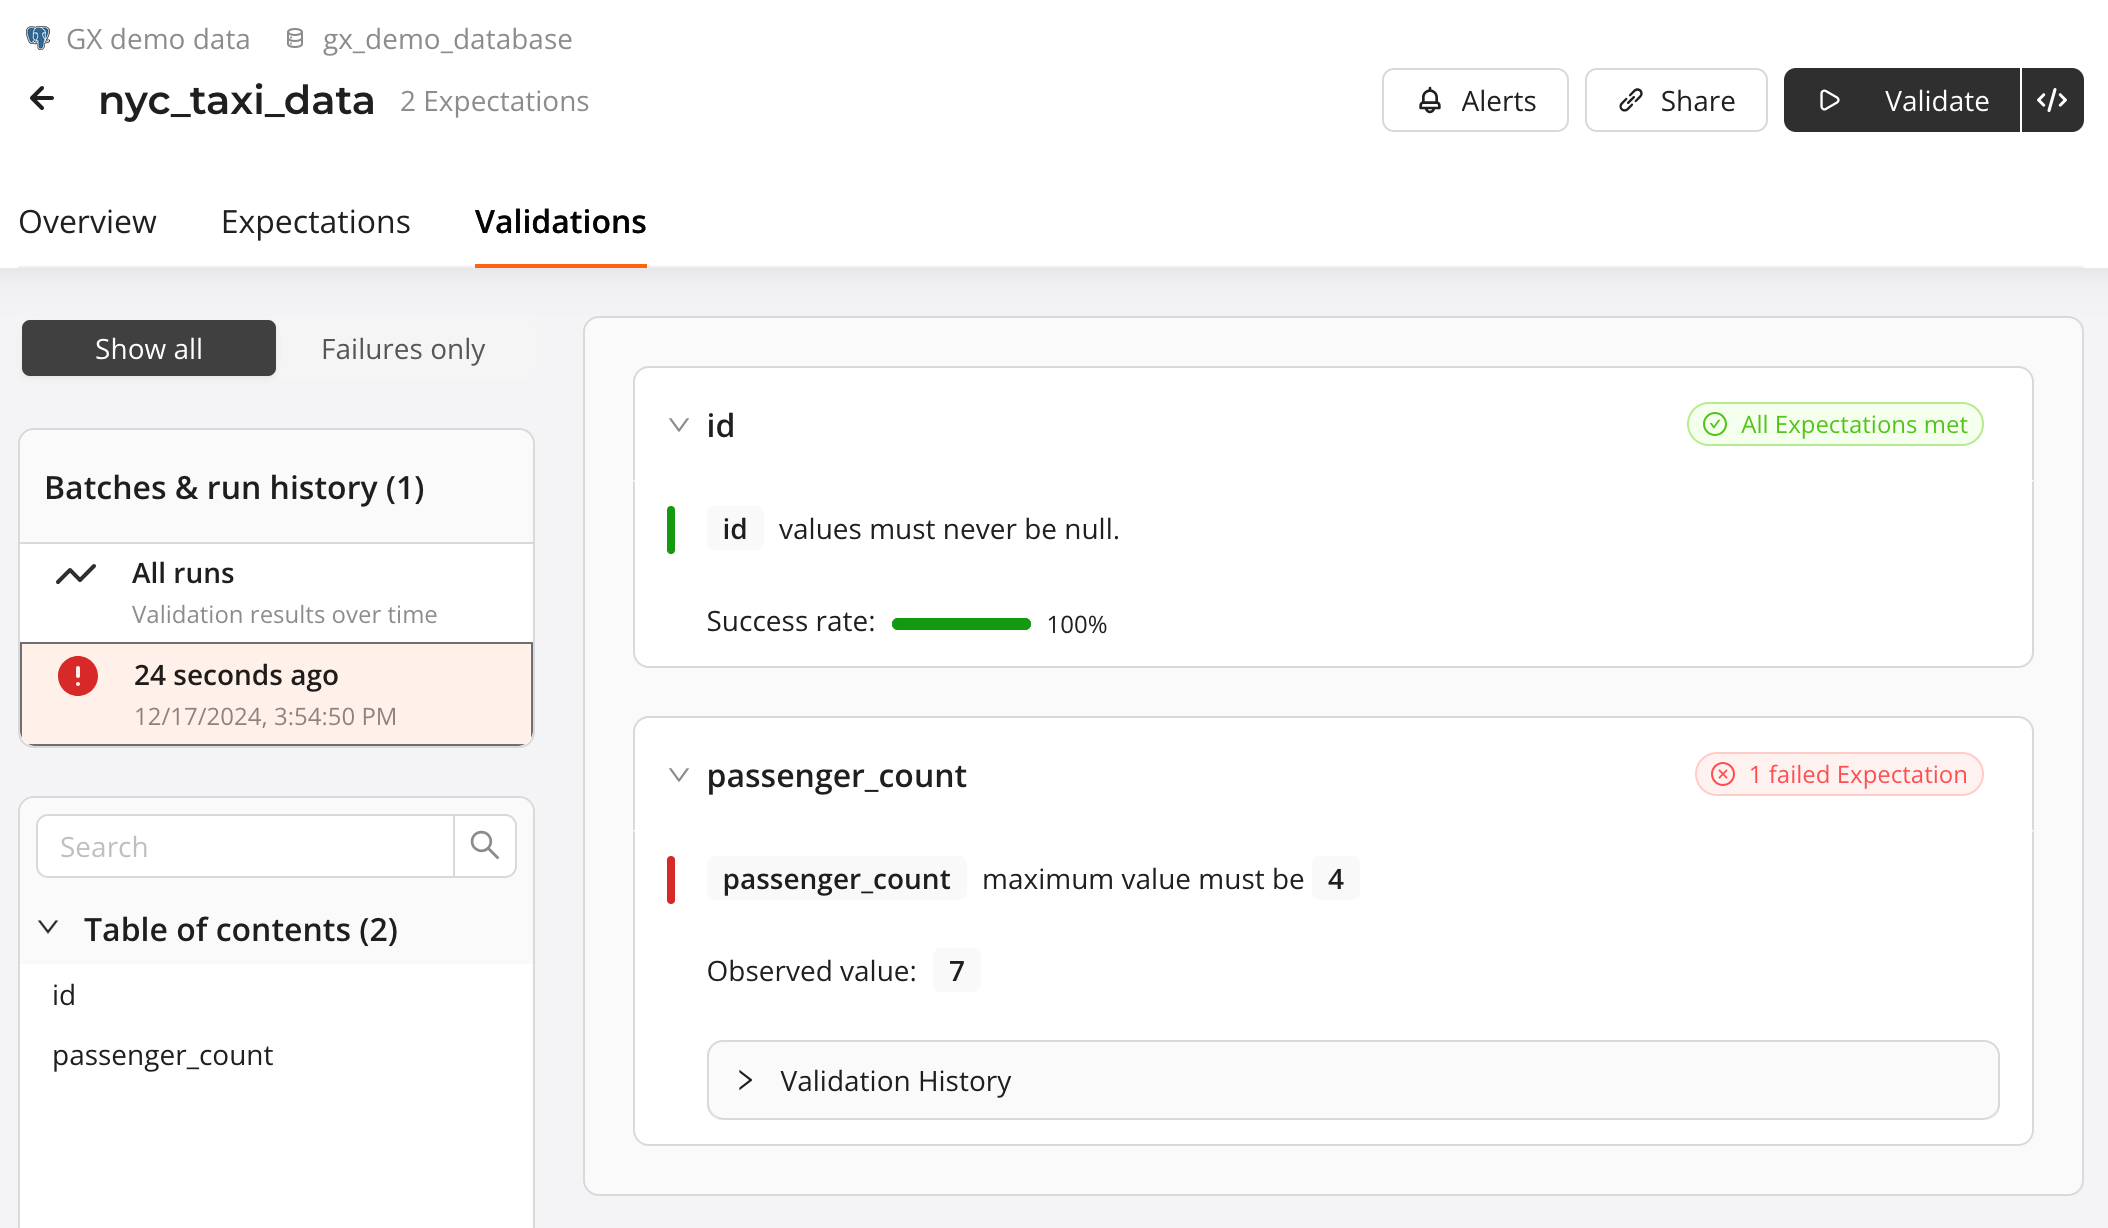 GX demo data gx_demo_database
nyc_taxi_data 2 Expectations
Alerts Share Validate </>
Overview Expectations Validations
Show all Failures only
Batches & run history (1)
All runs
Validation results over time
24 seconds ago
12/17/2024, 3:54:50 PM
Search
Table of contents (2)
id
passenger_count
id All Expectations met
id values must never be null.
Success rate: 100%
passenger_count 1 failed Expectation
passenger_count maximum value must be 4
Observed value: 7
Validation History